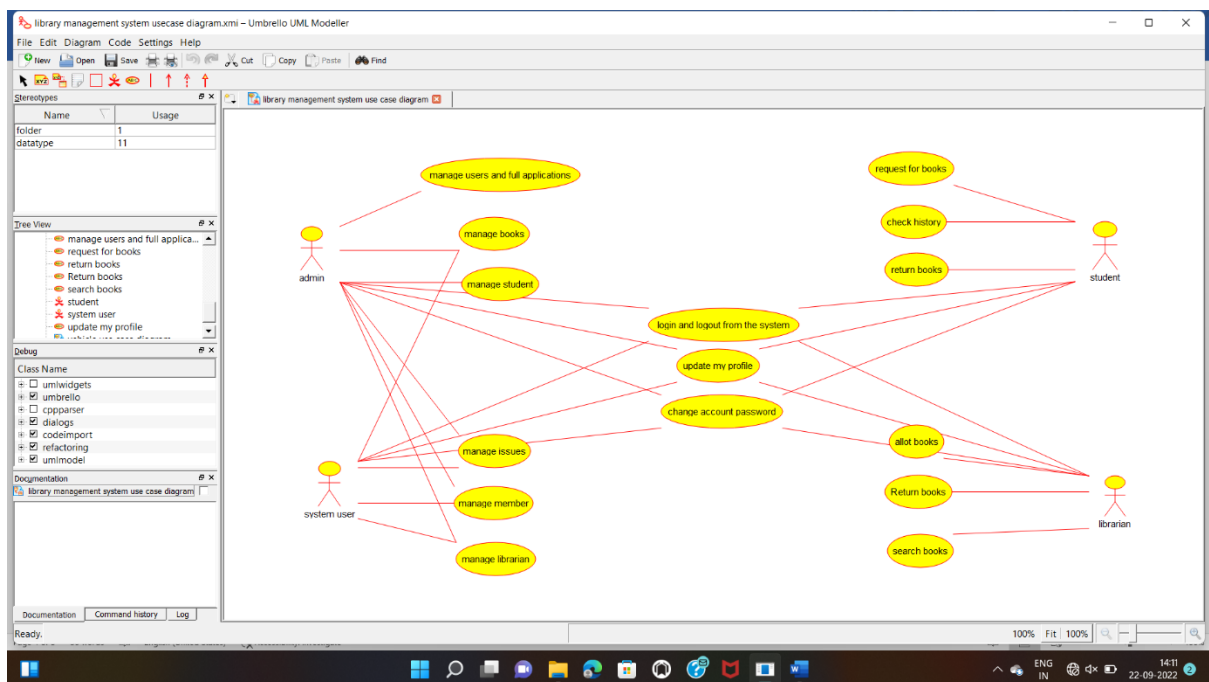 library management system usecase diagram.xmi – Umbrello UML Modeller
File Edit Diagram Code Settings Help
New Open Save Cut Copy Paste Find
XYZ
Stereotypes
library management system use case diagram
Name Usage
folder 1
datatype 11
Tree View
manage users and full applica...
request for books
return books
Return books
search books
student
system user
update my profile
vehicle use case diagram
Debug
Class Name
umlwidgets
umbrello
cppparser
dialogs
codeimport
refactoring
umlmodel
Documentation
library management system use case diagram
Documentation Command history Log
Ready.
manage users and full applications
request for books
manage books
check history
admin
manage student
return books
student
login and logout from the system
update my profile
change account password
manage issues
allot books
system user
manage member
Return books
librarian
manage librarian
search books
100% Fit 100%
ENG
IN
14:11
22-09-2022
2